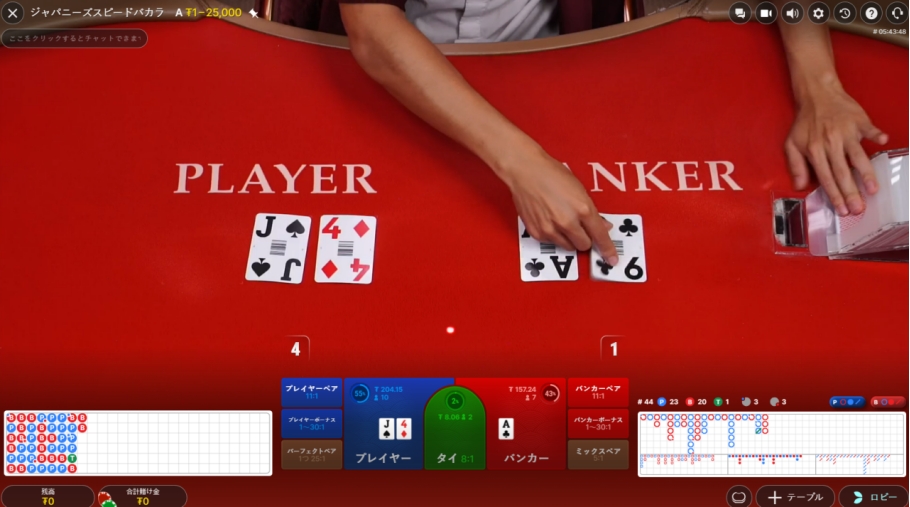 ジャパニーズスピードバカラ A ₮1~25,000
ここをクリックするとチャットできます
# 05:43:48
PLAYER
NKER
J
J
4
4
A
A
9
4
1
プレイヤーペア
11:1
プレイヤーボーナス
1~30:1
パーフェクトペア
55%
₮ 204.15
10
J 4
プレイヤー
2%
₮ 8.06 2
タイ 8:1
₮ 157.24
7
43%
A
バンカー
バンカーペア
11:1
バンカーボーナス
1~30:1
ミックスペア
# 44 P 23 B 20 T 1 3 3
P
B
残高
₮0
合計賭け金
₮0
テーブル
ロビー